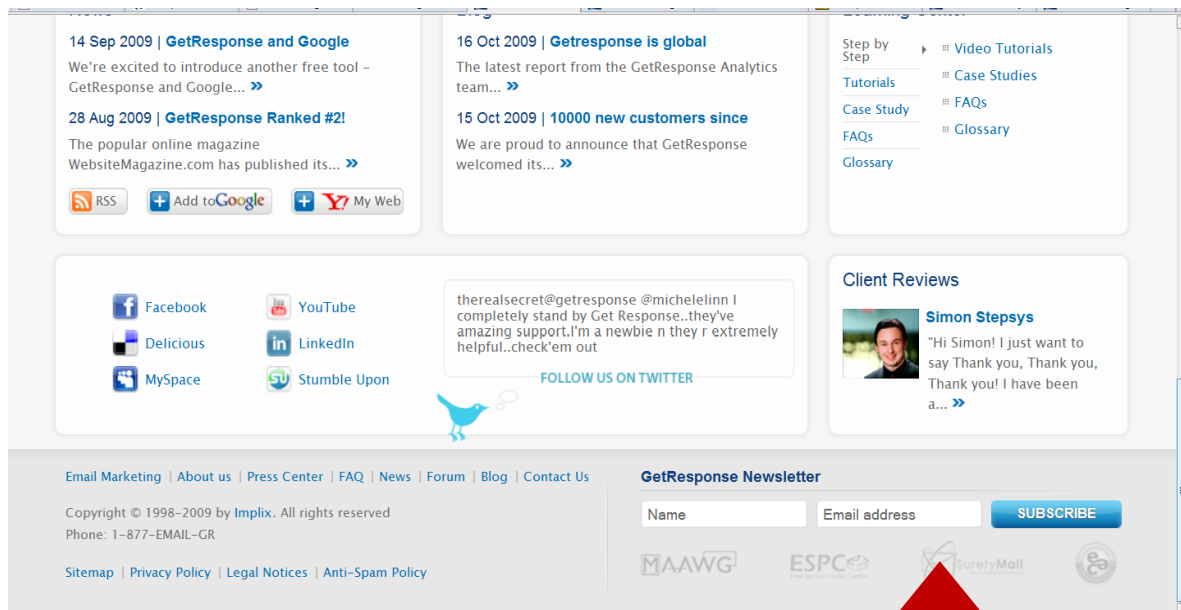 14 Sep 2009 | GetResponse and Google
We're excited to introduce another free tool –
GetResponse and Google... »
28 Aug 2009 | GetResponse Ranked #2!
The popular online magazine
WebsiteMagazine.com has published its... »
RSS
Add to Google
Y! My Web
16 Oct 2009 | Getresponse is global
The latest report from the GetResponse Analytics
team... »
15 Oct 2009 | 10000 new customers since
We are proud to announce that GetResponse
welcomed its... »
Step by
Step
Tutorials
Case Study
FAQs
Glossary
Video Tutorials
Case Studies
FAQs
Glossary
Facebook
Delicious
MySpace
You Tube
YouTube
in LinkedIn
Stumble Upon
therealsecret@getresponse @michelelinn I
completely stand by Get Response..they've
amazing support.I'm a newbie n they r extremely
helpful..check'em out
FOLLOW US ON TWITTER
Client Reviews
Simon Stepsys
"Hi Simon! I just want to
say Thank you, Thank you,
Thank you! I have been
a... »
Email Marketing | About us | Press Center | FAQ | News | Forum | Blog | Contact Us
Copyright © 1998-2009 by Implix. All rights reserved
Phone: 1-877-EMAIL-GR
Sitemap | Privacy Policy | Legal Notices | Anti-Spam Policy
GetResponse Newsletter
Name
Email address
SUBSCRIBE
MAAWG
ESPC
SuretyMail